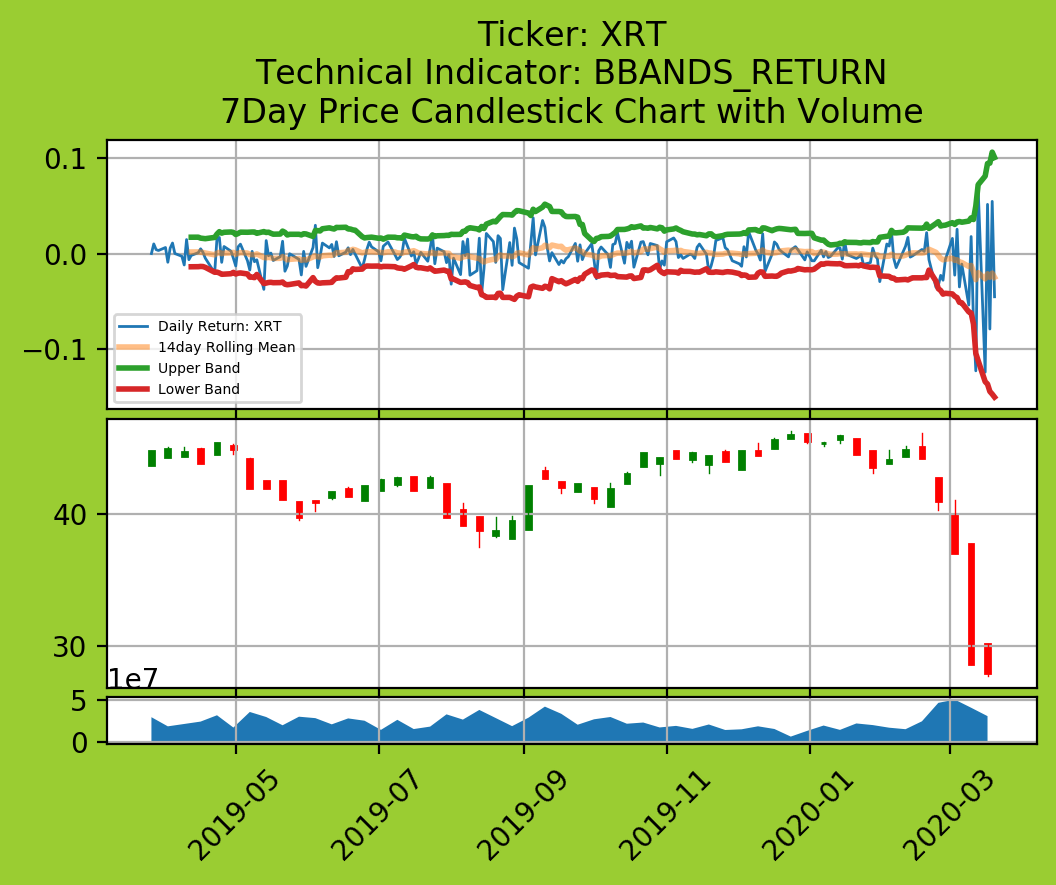 Ticker: XRT
Technical Indicator: BBANDS_RETURN
7Day Price Candlestick Chart with Volume
0.1
0.0
−0.1
Daily Return: XRT
14day Rolling Mean
Upper Band
Lower Band
40
30
1e7
5
0
2019-05
2019-07
2019-09
2019-11
2020-01
2020-03